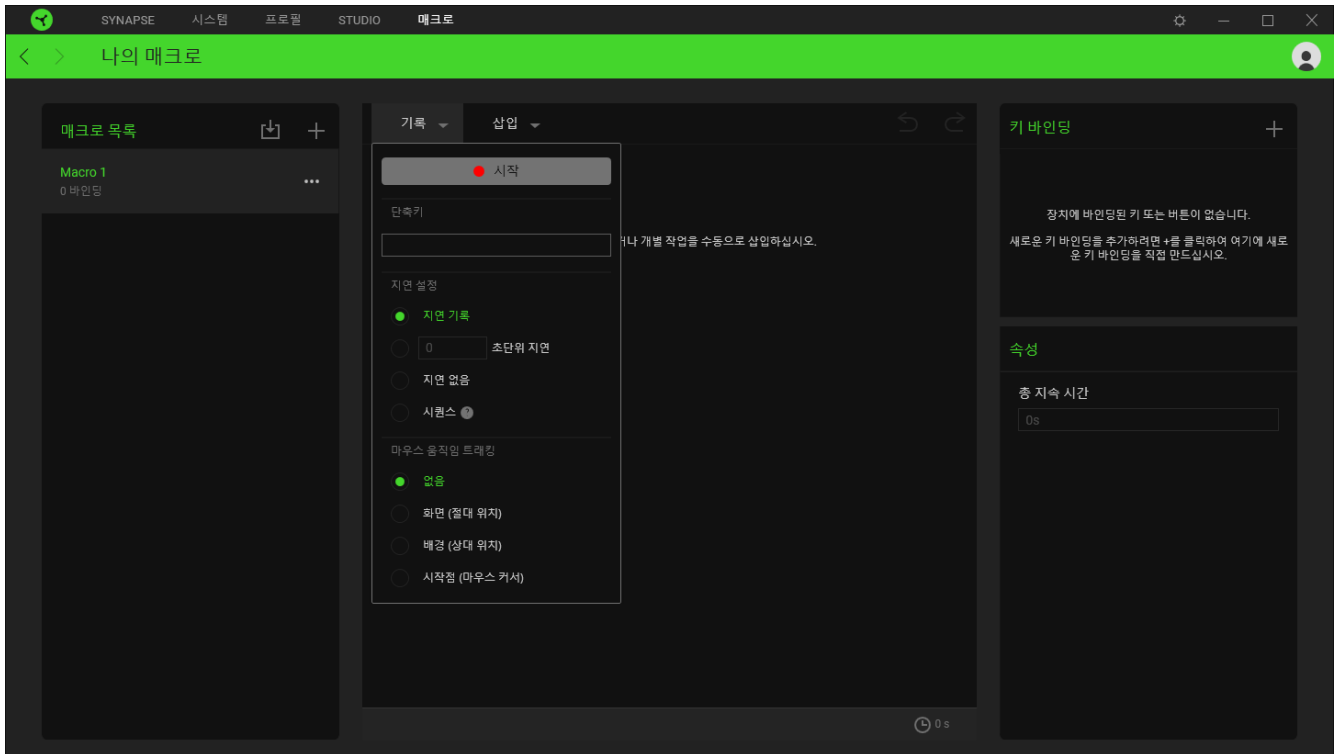 SYNAPSE 시스템 프로필 STUDIO 매크로
나의 매크로
매크로 목록
Macro 1
0 바인딩
기록 삽입
시작
단축키
거나 개별 작업을 수동으로 삽입하십시오.
지연 설정
지연 기록
0 초단위 지연
지연 없음
시퀀스 ?
마우스 움직임 트래킹
없음
화면 (절대 위치)
배경 (상대 위치)
시작점 (마우스 커서)
0 s
키 바인딩
장치에 바인딩된 키 또는 버튼이 없습니다.
새로운 키 바인딩을 추가하려면 +를 클릭하여 여기에 새로
운 키 바인딩을 직접 만드십시오.
속성
총 지속 시간
0s